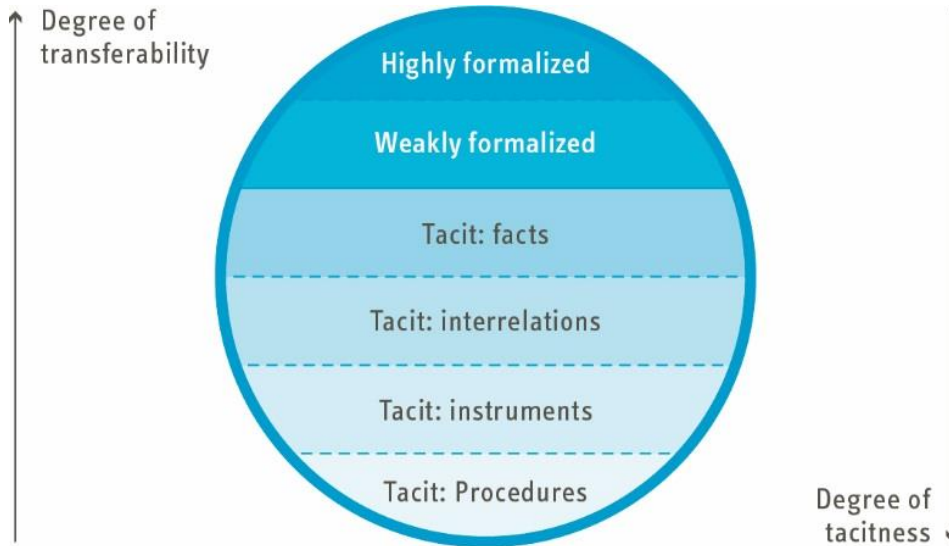 Degree of
transferability
Highly formalized
Weakly formalized
Tacit: facts
Tacit: interrelations
Tacit: instruments
Tacit: Procedures
Degree of
tacitness